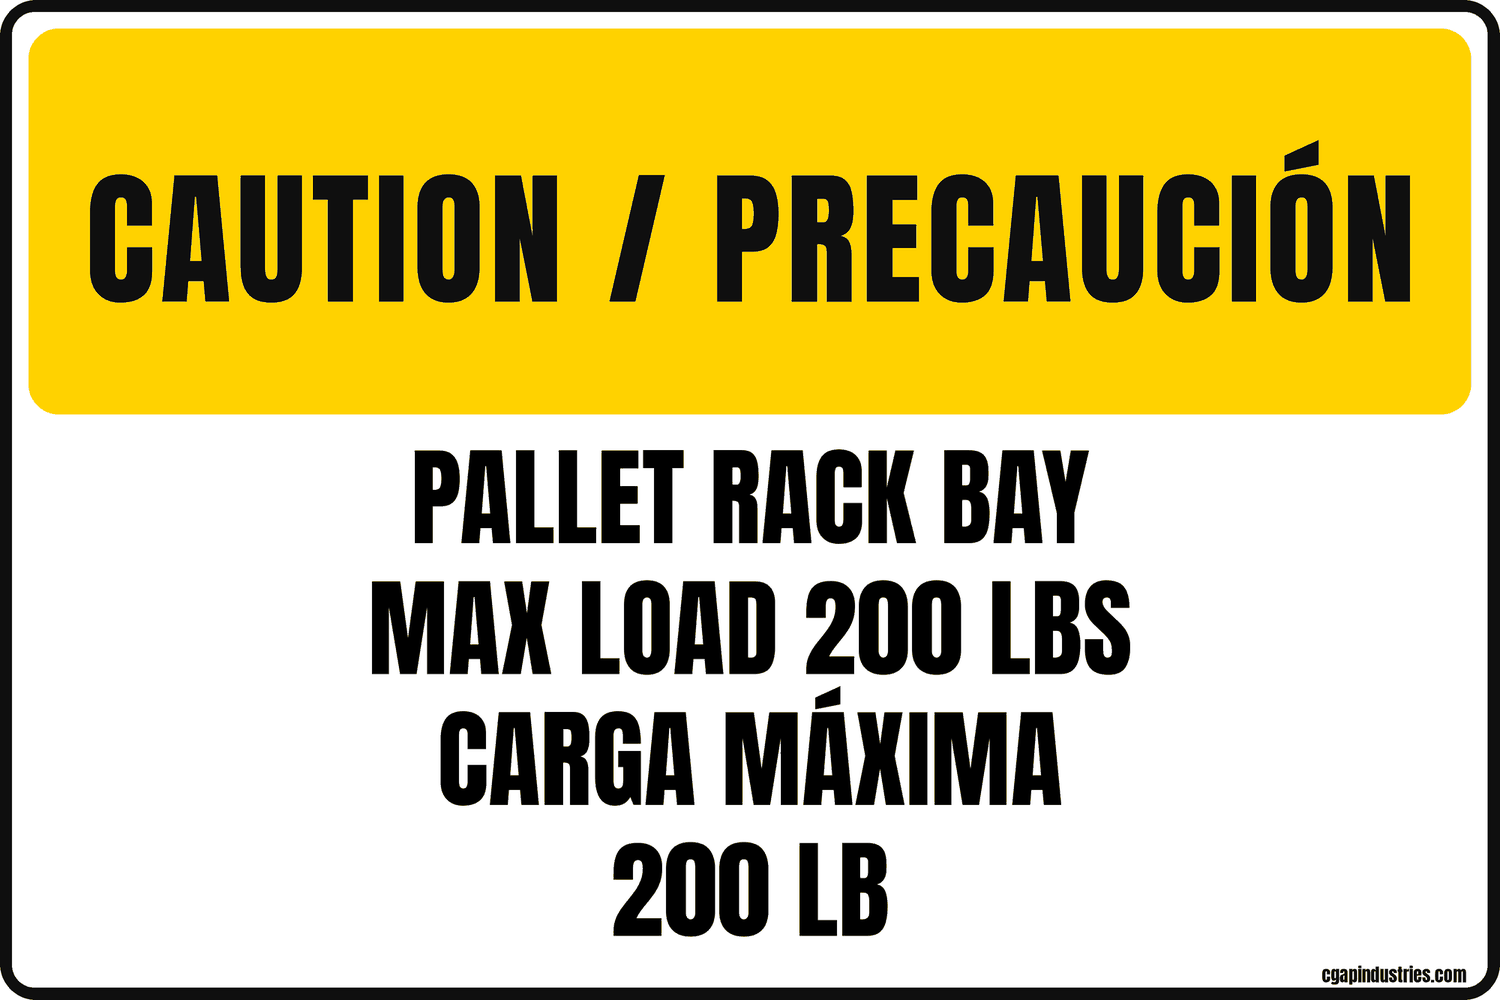 CAUTION / PRECAUCIÓN
PALLET RACK BAY
MAX LOAD 200 LBS
CARGA MÁXIMA
200 LB
cgapindustries.com